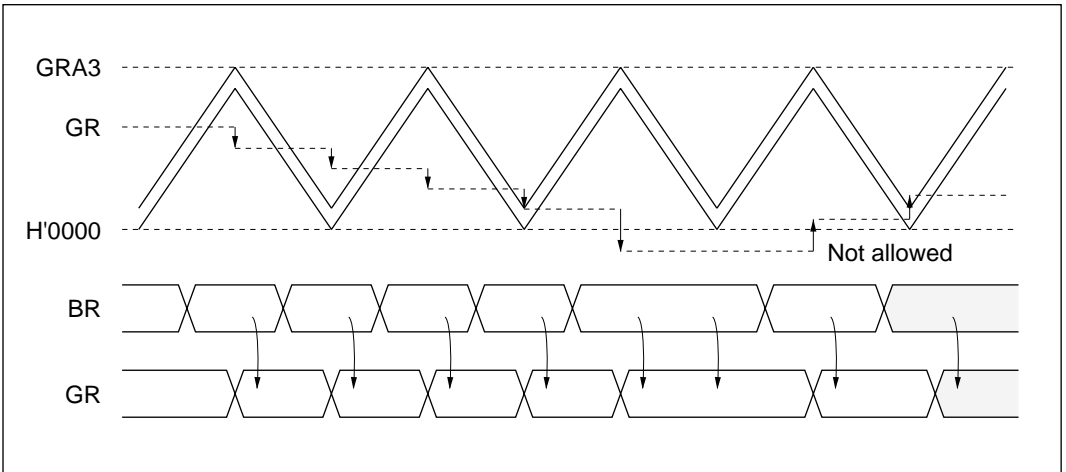 GRA3
GR
H'0000
Not allowed
BR
GR